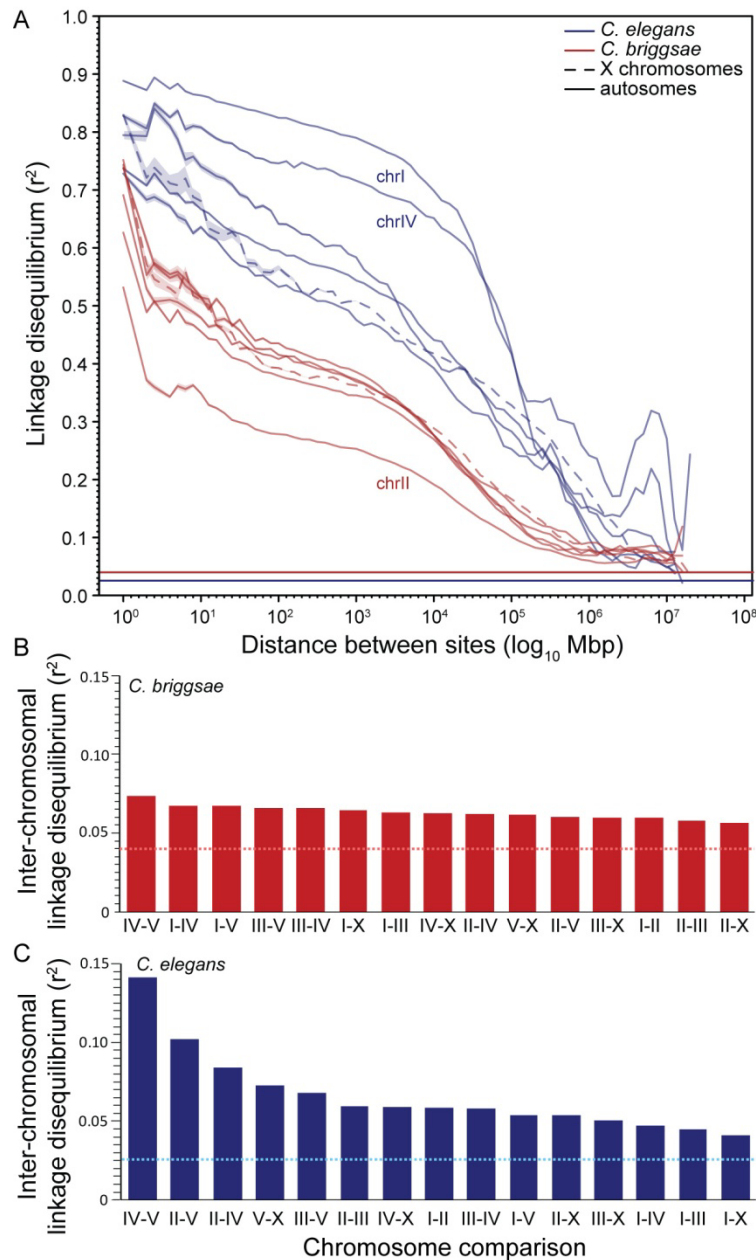 A
C. elegans
C. briggsae
X chromosomes
autosomes
1.0
0.9
0.8
0.7
0.6
0.5
0.4
0.3
0.2
0.1
0.0
Linkage disequilibrium (r²)
chrI
chrIV
chrII
10⁰ 10¹ 10² 10³ 10⁴ 10⁵ 10⁶ 10⁷ 10⁸
Distance between sites (log₁₀ Mbp)
B
C. briggsae
Inter-chromosomal
linkage disequilibrium (r²)
0.15
0.10
0.05
0
IV-V I-IV I-V III-V III-IV I-X I-III IV-X II-IV V-X II-V III-X I-II II-III II-X
C
C. elegans
Inter-chromosomal
linkage disequilibrium (r²)
0.15
0.10
0.05
0
IV-V II-V II-IV V-X III-V II-III IV-X I-II III-IV I-V II-X III-X I-IV I-III I-X
Chromosome comparison